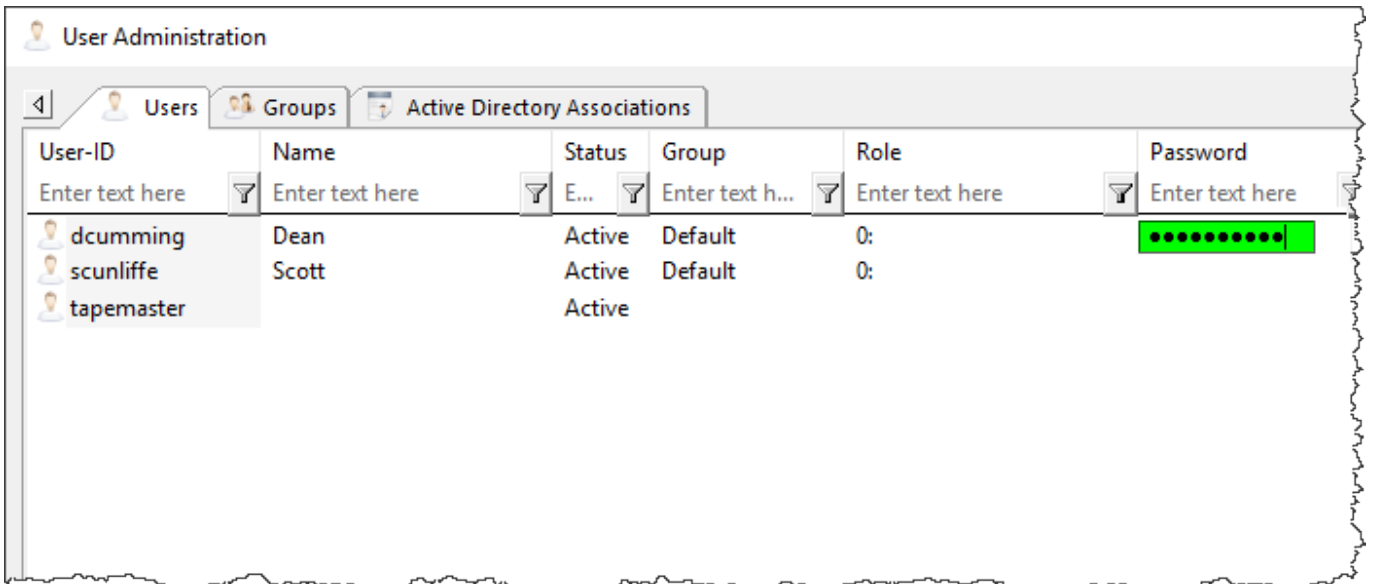 User Administration
Users Groups Active Directory Associations
User-ID Name Status Group Role Password
Enter text here Enter text here E... Enter text h... Enter text here Enter text here
dcumming Dean Active Default 0: ●●●●●●●●●●
scunliffe Scott Active Default 0:
tapemaster Active